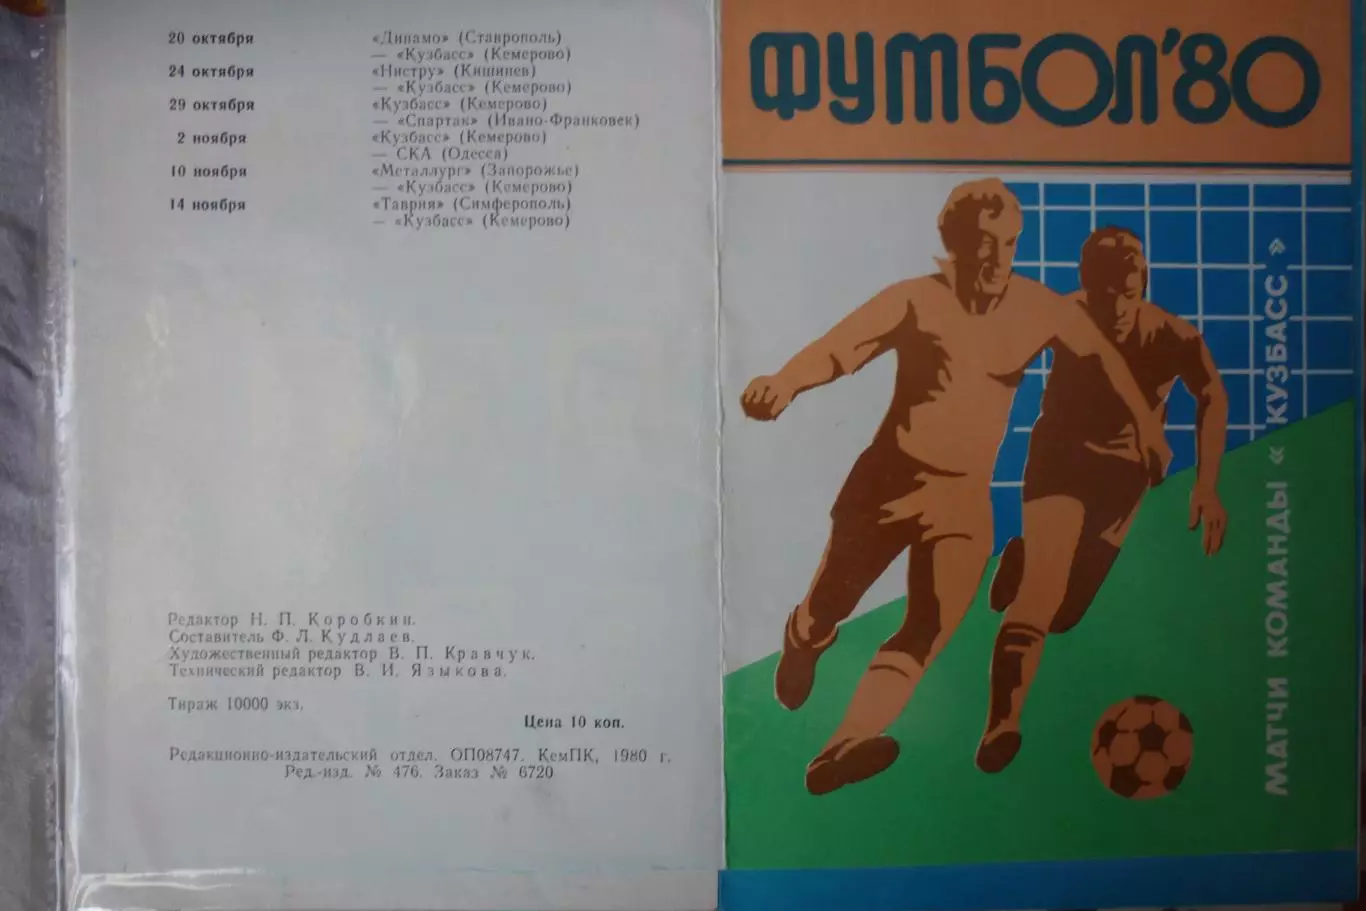 20 октября «Динамо» (Ставрополь)
— «Кузбасс» (Кемерово)
24 октября «Нистру» (Кишинев)
— «Кузбасс» (Кемерово)
29 октября «Кузбасс» (Кемерово)
— «Спартак» (Ивано-Франковек)
2 ноября «Кузбасс» (Кемерово)
— СКА (Одесса)
10 ноября «Металлург» (Запорожье)
— «Кузбасс» (Кемерово)
14 ноября «Таврия» (Симферополь)
— «Кузбасс» (Кемерово)
Редактор Н. П. Коробкин.
Составитель Ф. Л. Кудлаев.
Художественный редактор В. П. Кравчук.
Технический редактор В. И. Языкова.
Тираж 10000 экз.
Цена 10 коп.
Редакционно-издательский отдел. ОП08747. КемПК, 1980 г.
Ред.-изд. № 476. Заказ № 6720
ФУТБОЛ'80
МАТЧИ КОМАНДЫ « КУЗБАСС »